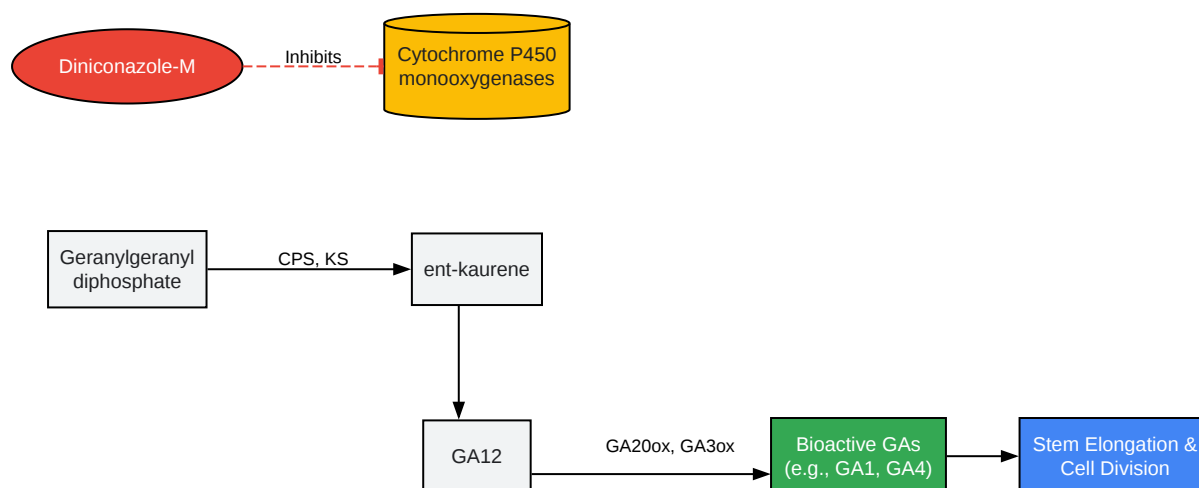 Diniconazole-M
Inhibits
Cytochrome P450
monooxygenases
Geranylgeranyl
diphosphate
CPS, KS
ent-kaurene
GA12
GA20ox, GA3ox
Bioactive GAs
(e.g., GA1, GA4)
Stem Elongation &
Cell Division